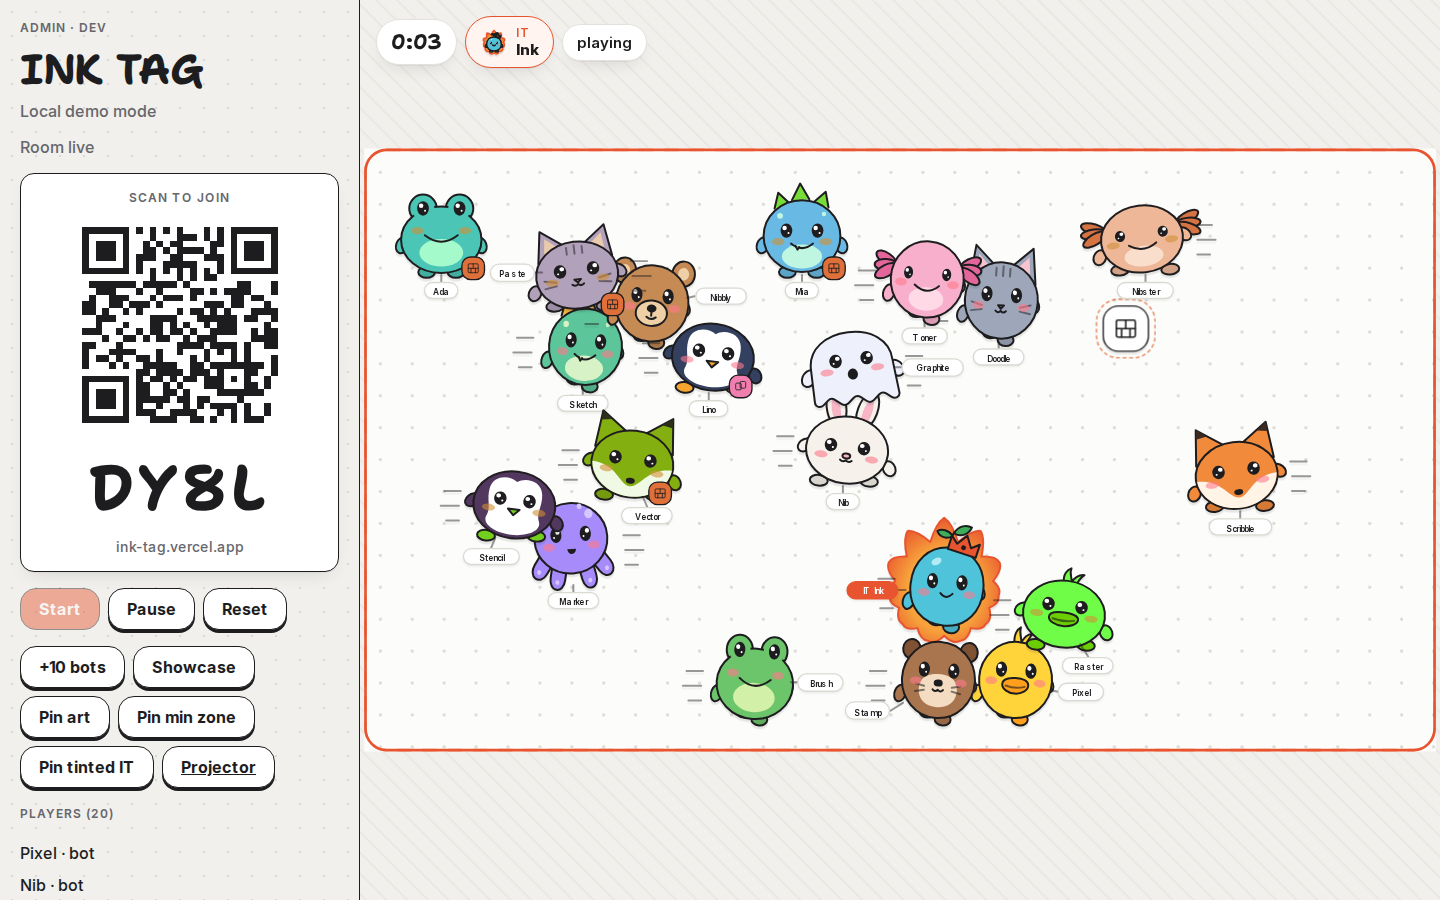 ADMIN · DEV
INK TAG
Local demo mode
Room live
SCAN TO JOIN
DY8L
ink-tag.vercel.app
Start
Pause
Reset
+10 bots
Showcase
Pin art
Pin min zone
Pin tinted IT
Projector
PLAYERS (20)
Pixel · bot
Nib · bot
0:03
IT
Ink
playing
Ada
Paste
Nibbly
Mia
Toner
Doodle
Nibster
Graphite
Sketch
Lino
Nib
Vector
Stencil
Marker
Scribble
IT Ink
Raster
Pixel
Brush
Stamp